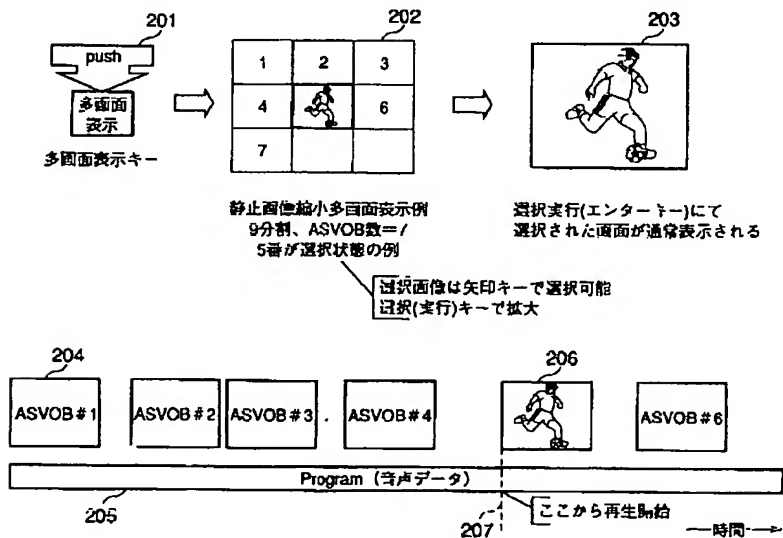 201
push
多画面
表示
多画面表示キー
202
1 2 3
4 6
7
静止画像縮小多画面表示例
9分割、ASVOB数=7
5番が選択状態の例
選択画像は矢印キーで選択可能
選択(実行)キーで拡大
203
選択実行(エンターキー)にて
選択された画面が通常表示される
204
ASVOB#1
ASVOB#2
ASVOB#3
ASVOB#4
206
ASVOB#6
Program (音声データ)
205
207
ここから再生開始
時間